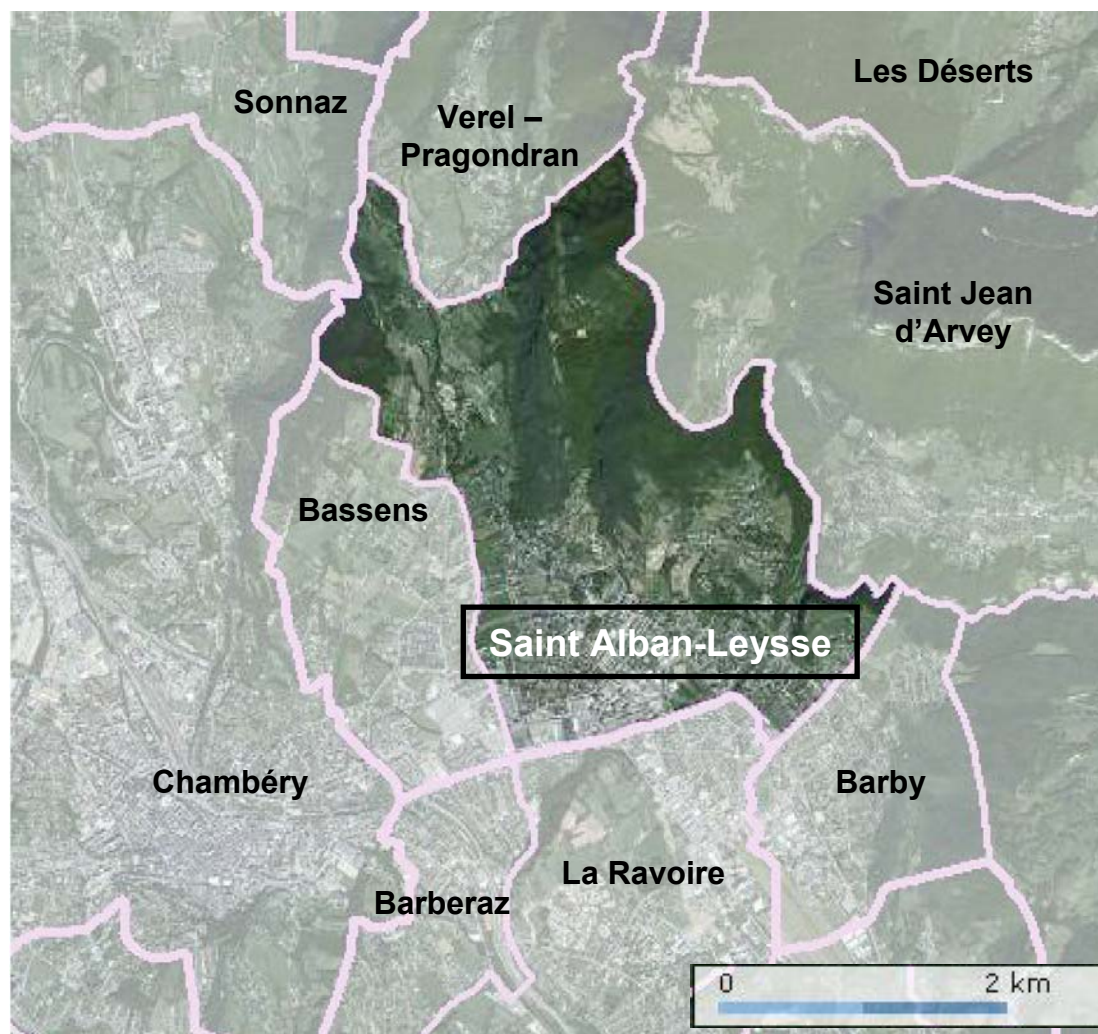 Les Déserts
Sonnaz
Verel –
Pragondran
Saint Jean
d’Arvey
Bassens
Saint Alban-Leysse
Chambéry
Barby
La Ravoire
Barberaz
0 2 km